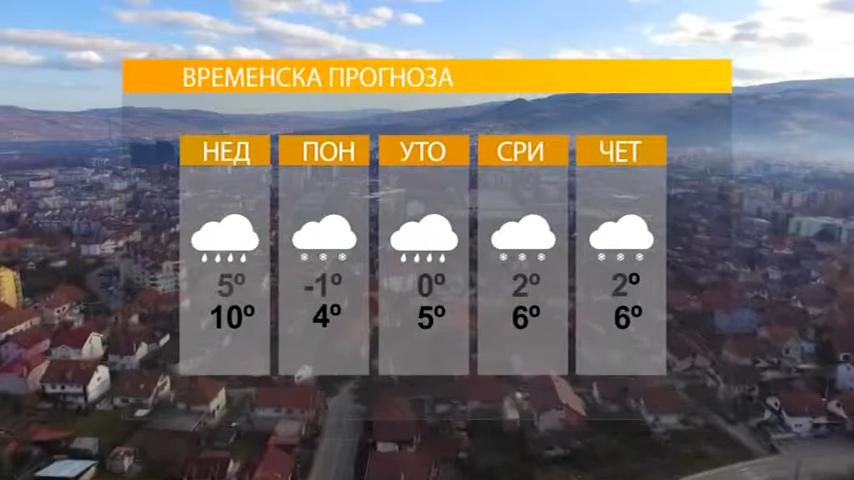 ВРЕМЕНСКА ПРОГНОЗА
НЕД ПОН УТО СРИ ЧЕТ
5º -1º 0º 2º 2º
10º 4º 5º 6º 6º